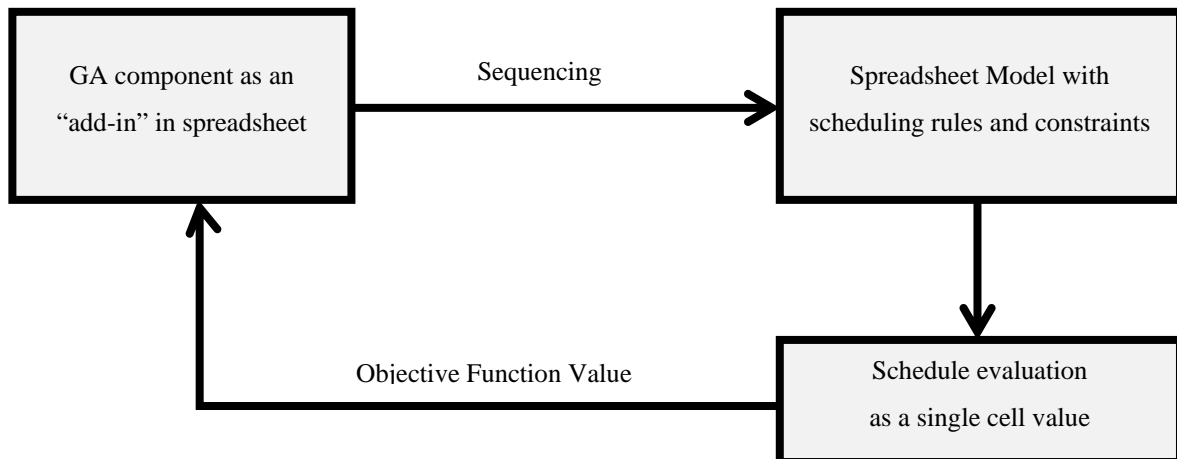 GA component as an
“add-in” in spreadsheet
Sequencing
Spreadsheet Model with
scheduling rules and constraints
Schedule evaluation
as a single cell value
Objective Function Value